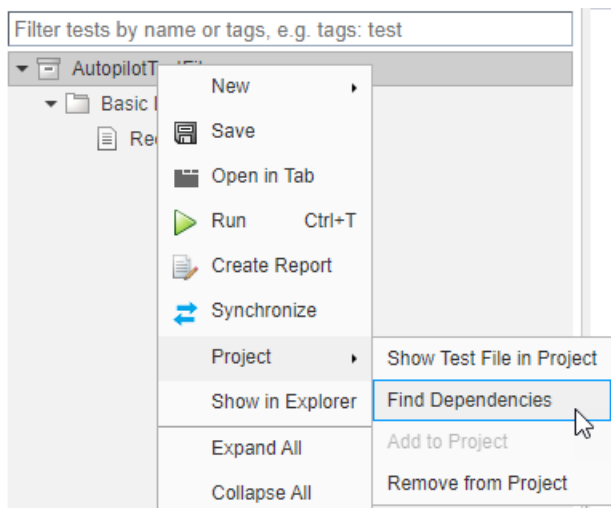 Filter tests by name or tags, e.g. tags: test
New
Basic
Save
Open in Tab
Run Ctrl+T
Create Report
Synchronize
Project
Show Test File in Project
Show in Explorer
Find Dependencies
Add to Project
Expand All
Remove from Project
Collapse All